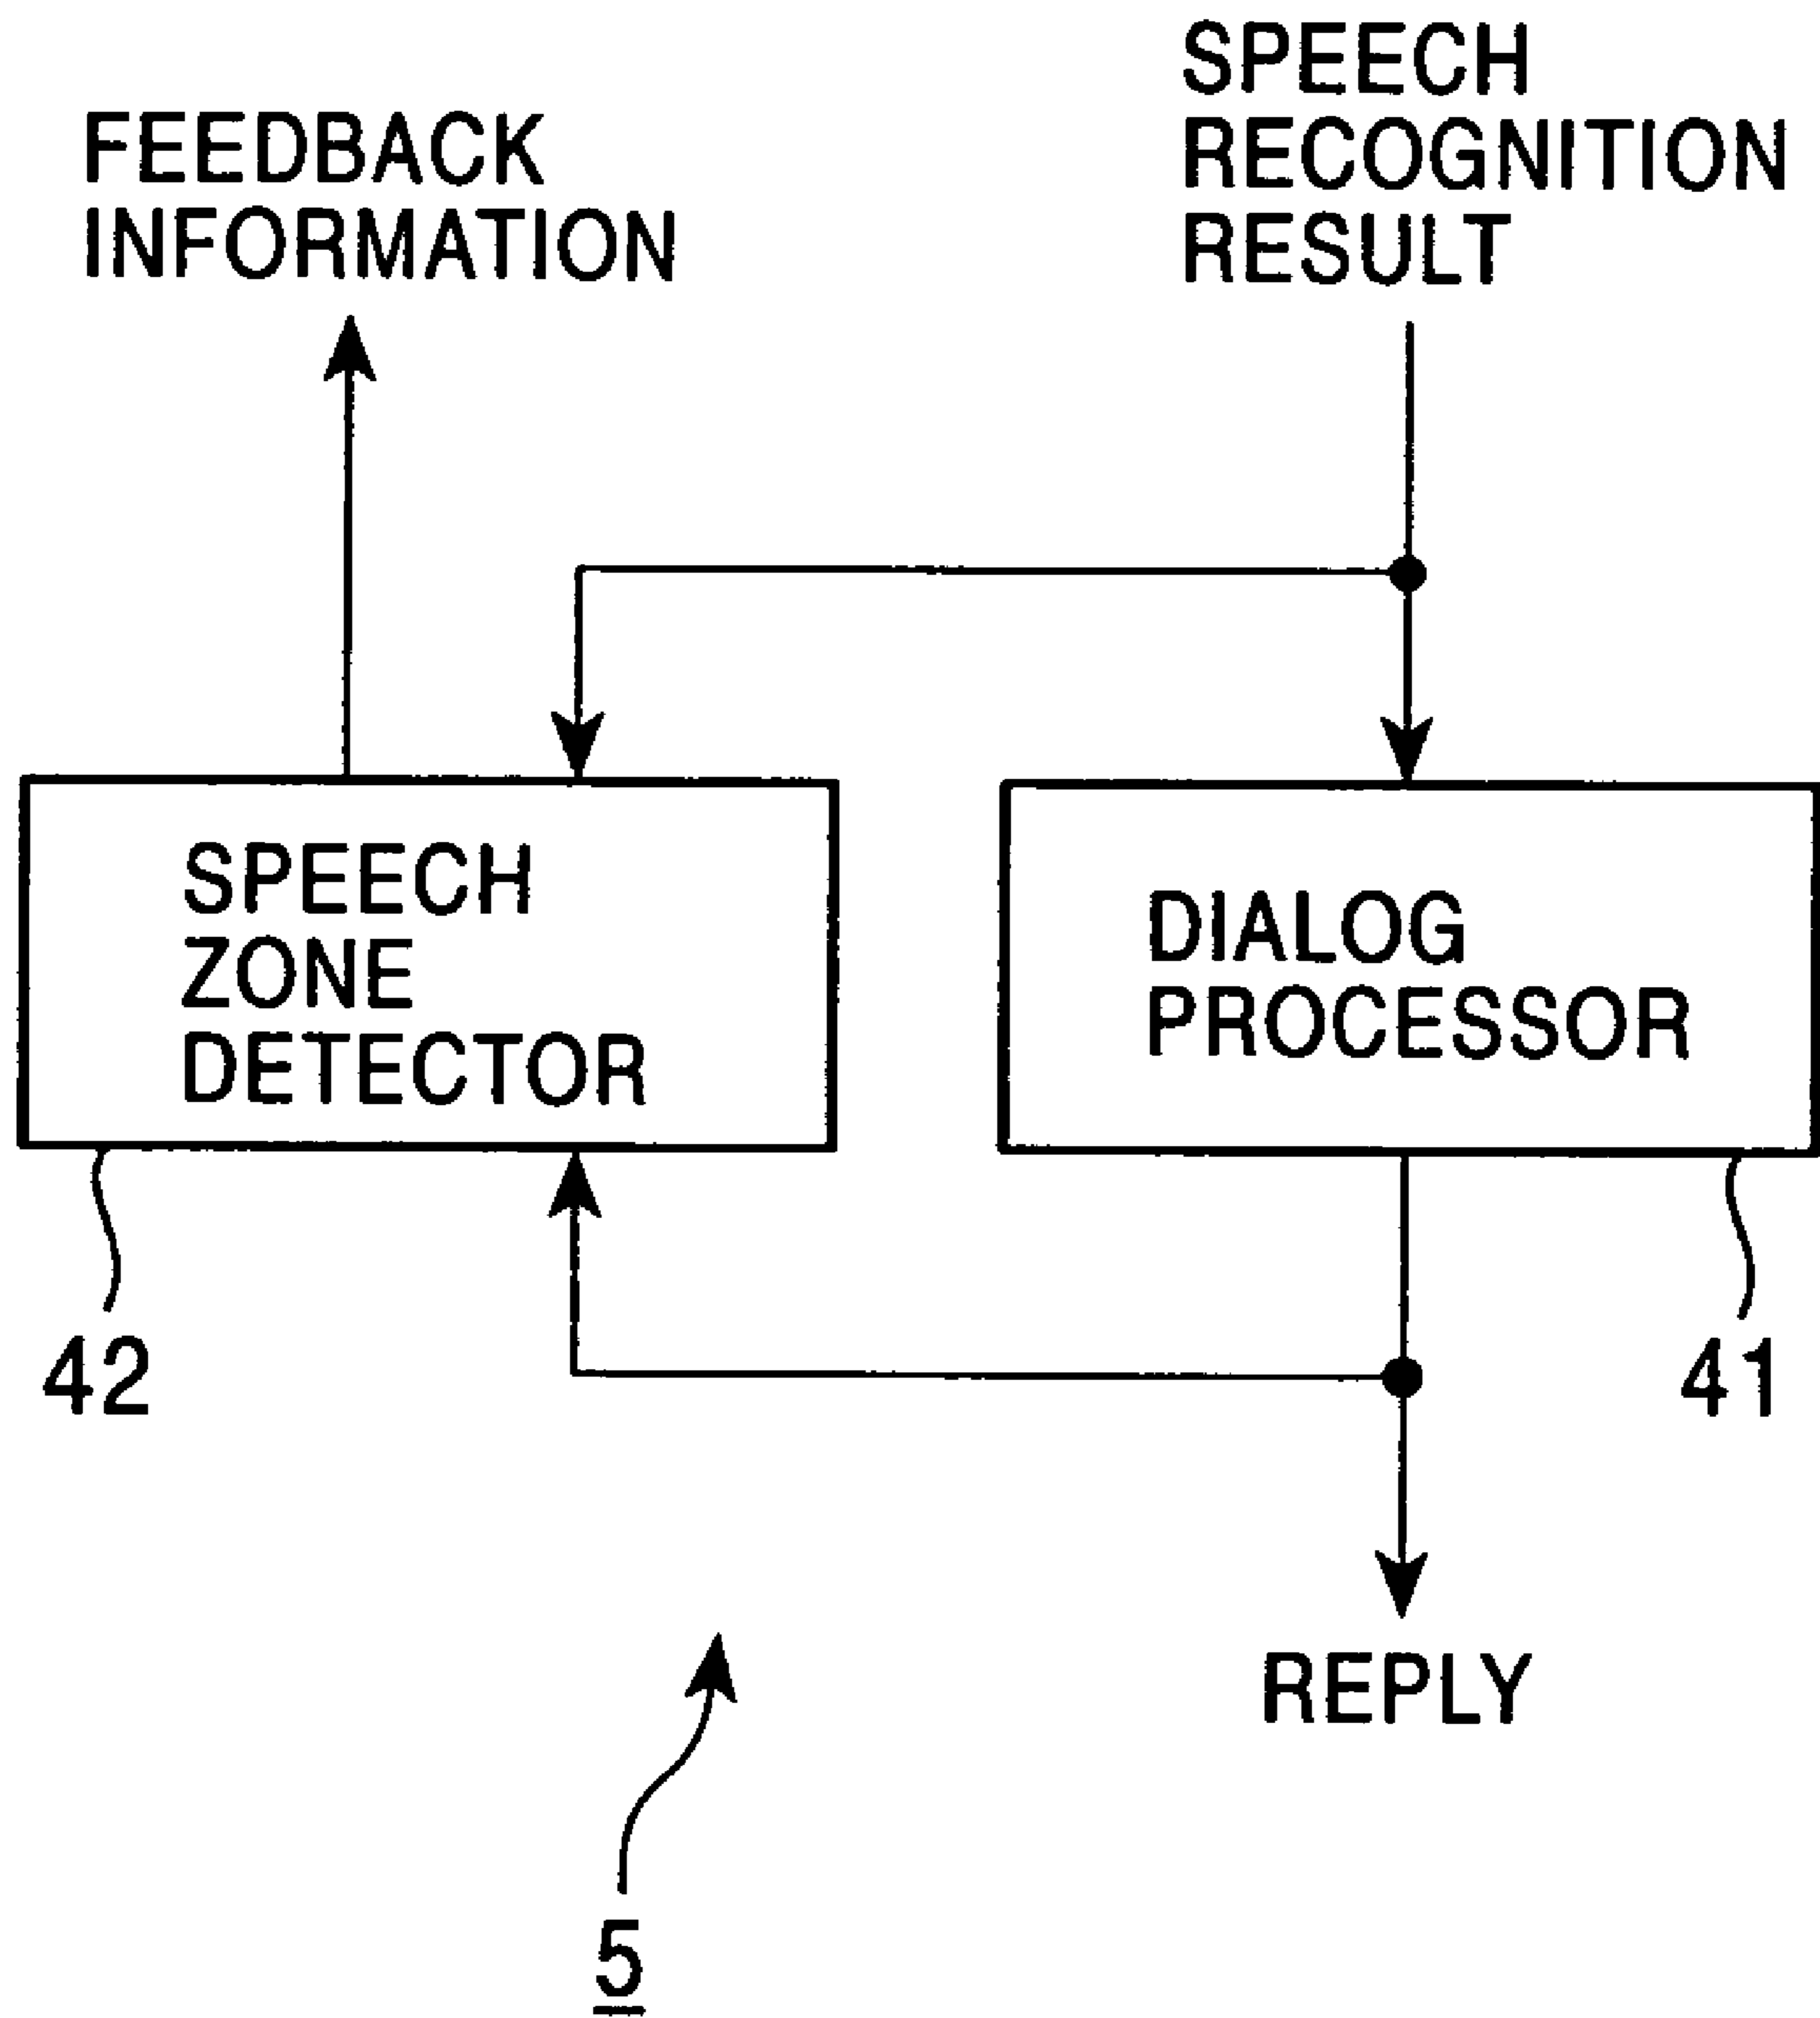 SPEECH
RECOGNITION
RESULT
FEEDBACK
INFORMATION
SPEECH
ZONE
DETECTOR
DIALOG
PROCESSOR
42
41
REPLY
5